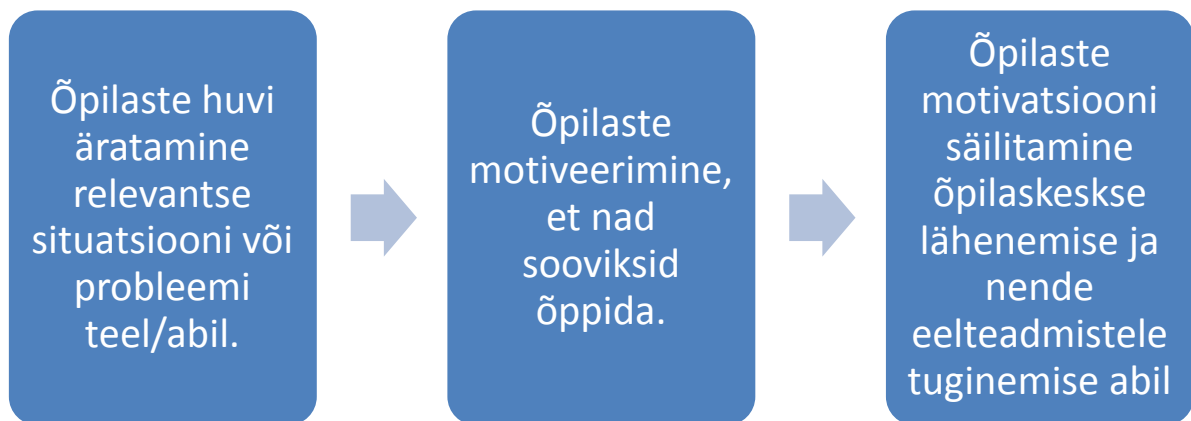 Õpilaste huvi
äratamine
relevantse
situatsiooni või
probleemi
teel/abil.
Õpilaste
motiveerimine,
et nad
sooviksid
õppida.
Õpilaste
motivatsiooni
säilitamine
õpilaskeskse
lähenemise ja
nende
eelteadmistele
tuginemise abil